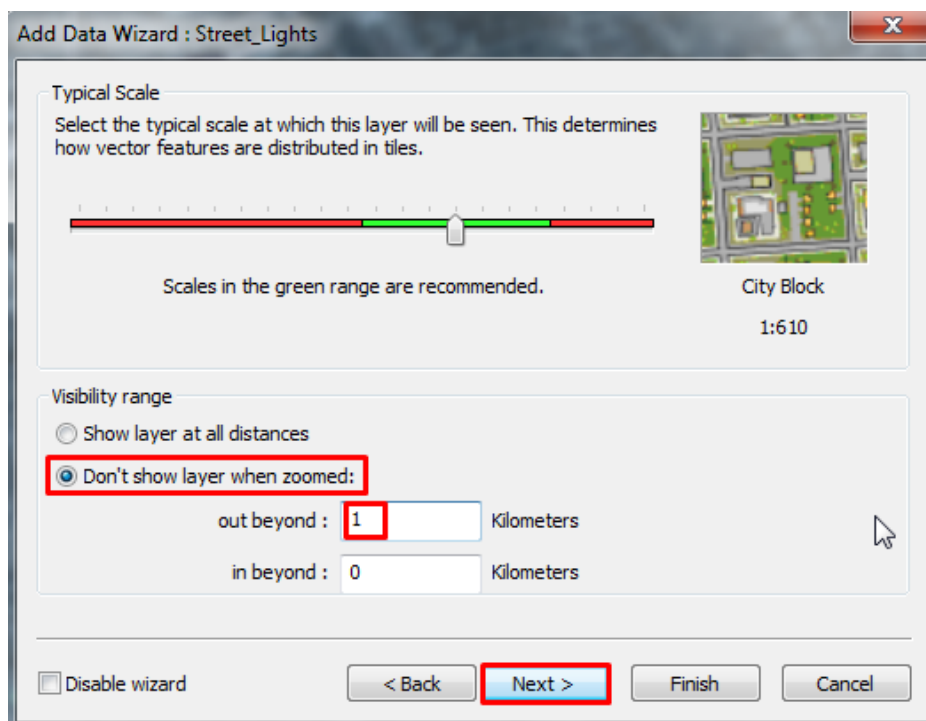 Add Data Wizard : Street_Lights
X
Typical Scale
Select the typical scale at which this layer will be seen. This determines
how vector features are distributed in tiles.
Scales in the green range are recommended.
City Block
1:610
Visibility range
Show layer at all distances
Don't show layer when zoomed:
out beyond : 1 Kilometers
in beyond : 0 Kilometers
Disable wizard < Back Next > Finish Cancel